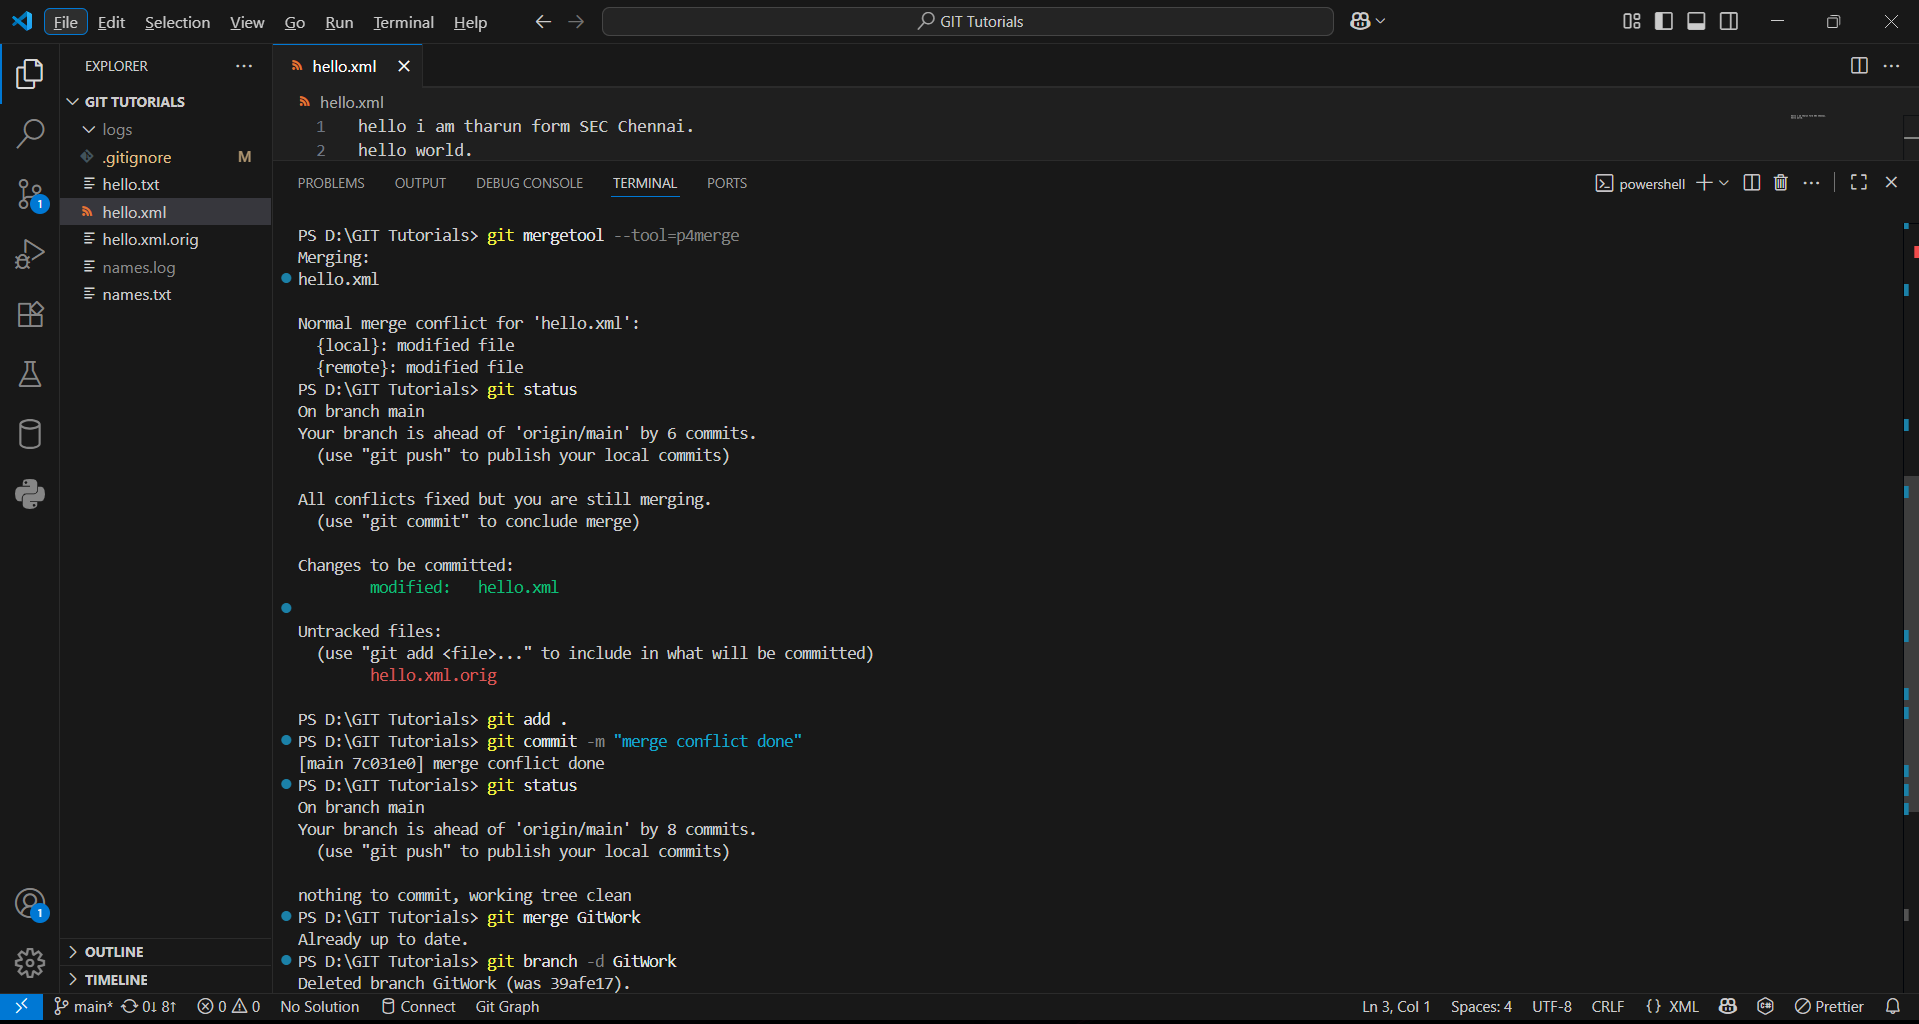 File Edit Selection View Go Run Terminal Help
GIT Tutorials
EXPLORER
GIT TUTORIALS
logs
.gitignore M
hello.txt
hello.xml
hello.xml.orig
names.log
names.txt
OUTLINE
TIMELINE
1
1
hello.xml
hello.xml
1 hello i am tharun form SEC Chennai.
2 hello world.
PROBLEMS OUTPUT DEBUG CONSOLE TERMINAL PORTS
powershell
PS D:\GIT Tutorials> git mergetool --tool=p4merge
Merging:
hello.xml
Normal merge conflict for 'hello.xml':
{local}: modified file
{remote}: modified file
PS D:\GIT Tutorials> git status
On branch main
Your branch is ahead of 'origin/main' by 6 commits.
(use "git push" to publish your local commits)
All conflicts fixed but you are still merging.
(use "git commit" to conclude merge)
Changes to be committed:
modified: hello.xml
Untracked files:
(use "git add <file>..." to include in what will be committed)
hello.xml.orig
PS D:\GIT Tutorials> git add .
PS D:\GIT Tutorials> git commit -m "merge conflict done"
[main 7c031e0] merge conflict done
PS D:\GIT Tutorials> git status
On branch main
Your branch is ahead of 'origin/main' by 8 commits.
(use "git push" to publish your local commits)
nothing to commit, working tree clean
PS D:\GIT Tutorials> git merge GitWork
Already up to date.
PS D:\GIT Tutorials> git branch -d GitWork
Deleted branch GitWork (was 39afe17).
main* 0↓ 8↑ 0 0 No Solution Connect Git Graph Ln 3, Col 1 Spaces: 4 UTF-8 CRLF {} XML Prettier